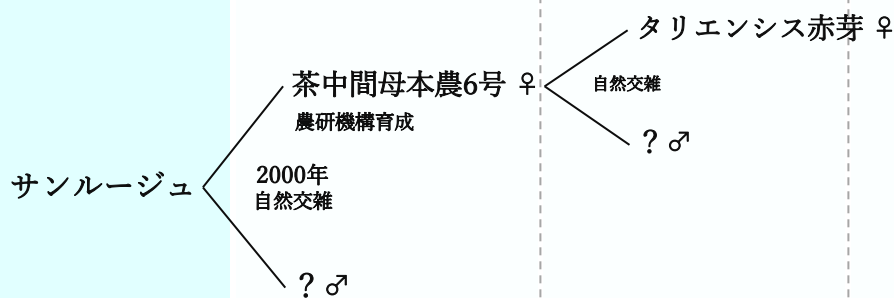 タリエンシス赤芽 ♀
茶中間母本農6号 ♀
自然交雑
農研機構育成
? ♂
2000年
サンルージュ
自然交雑
? ♂